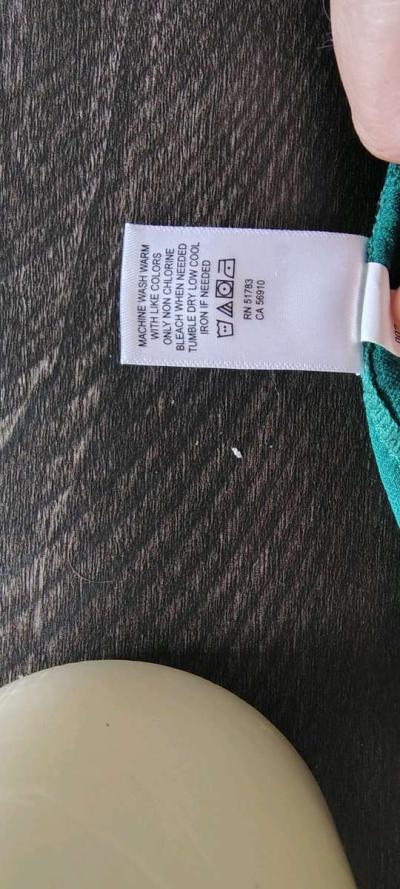 MACHINE WASH WARM
WITH LIKE COLORS
ONLY NON CHLORINE
BLEACH WHEN NEEDED
TUMBLE DRY LOW COOL
IRON IF NEEDED
RN 51783
CA 56910